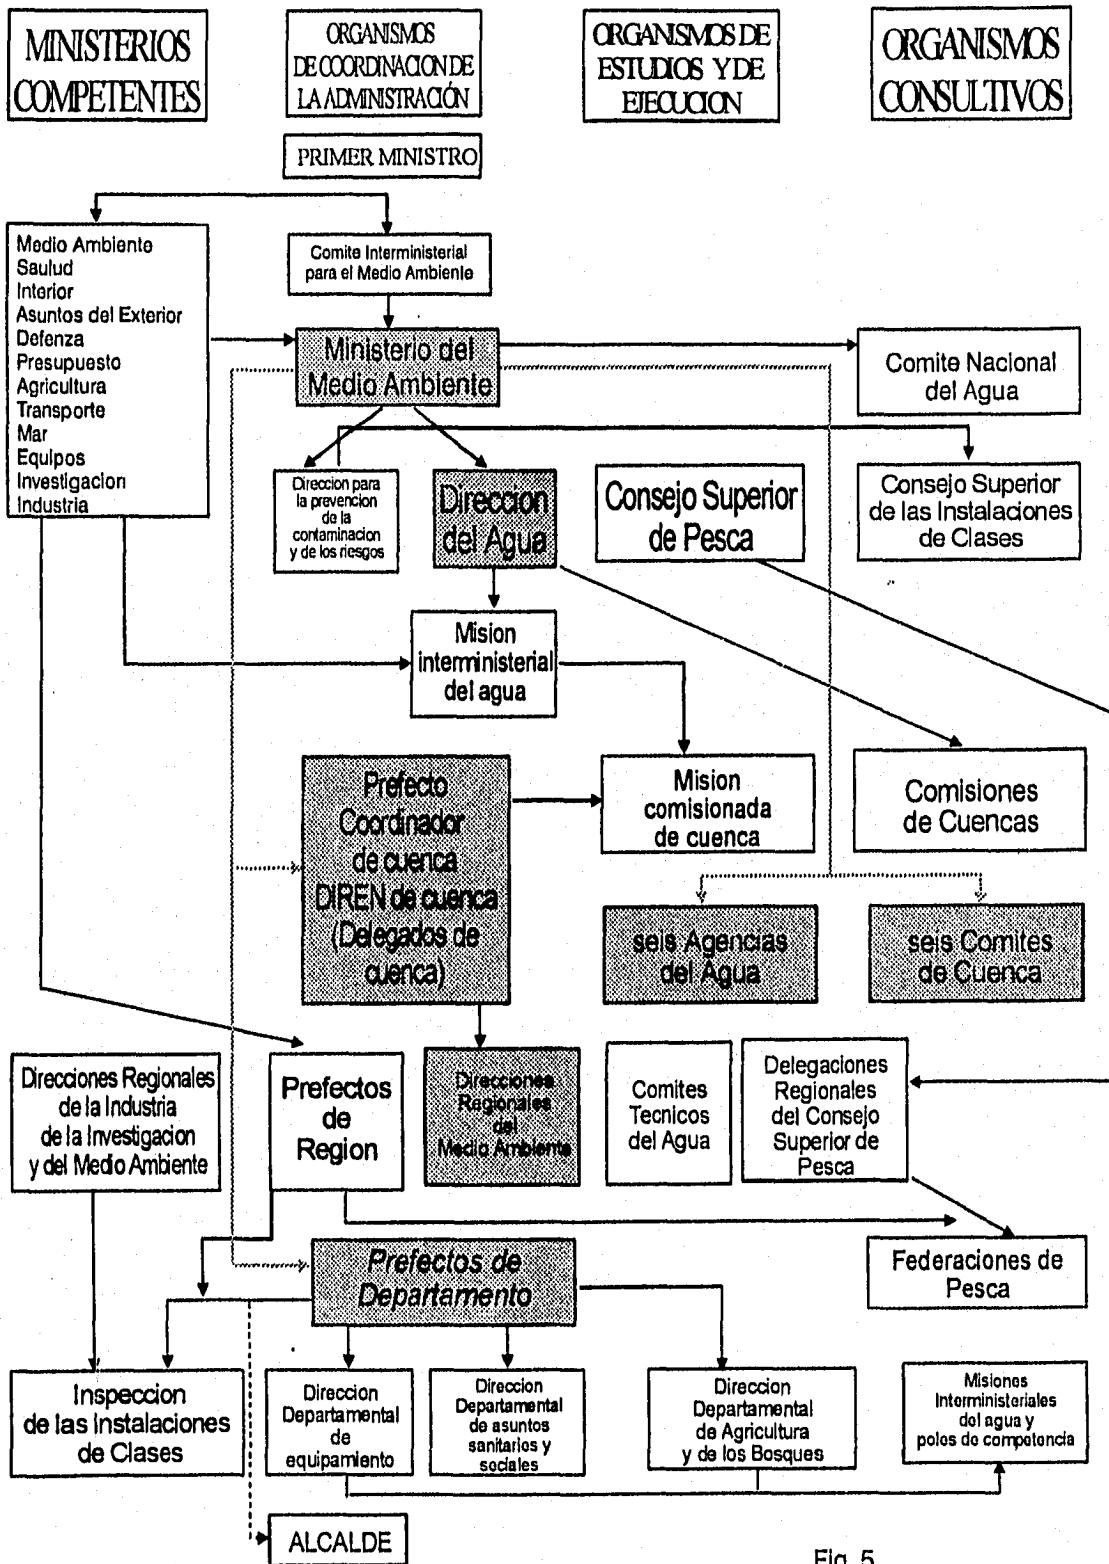 MINISTERIOS
COMPETENTES
ORGANISMOS
DE COORDINACION DE
LA ADMINISTRACIÓN
ORGANISMOS DE
ESTUDIOS Y DE
EJECUCION
ORGANISMOS
CONSULTIVOS
PRIMER MINISTRO
Medio Ambiente
Saulud
Interior
Asuntos del Exterior
Defenza
Presupuesto
Agricultura
Transporte
Mar
Equipos
Investigacion
Industria
Comite Interministerial
para el Medio Ambiente
Ministerio del
Medio Ambiente
Comite Nacional
del Agua
Direccion para
la prevencion
de la
contaminacion
y de los riesgos
Direccion
del Agua
Consejo Superior
de Pesca
Consejo Superior
de las Instalaciones
de Clases
Mision
interministerial
del agua
Prefecto
Coordinador
de cuenca
DIREN de cuenca
(Delegados de
cuenca)
Mision
comisionada
de cuenca
Comisiones
de Cuencas
seis Agencias
del Agua
seis Comites
de Cuenca
Direcciones Regionales
de la Industria
de la Investigacion
y del Medio Ambiente
Prefectos
de
Region
Direcciones
Regionales
del
Medio Ambiente
Comites
Tecnicos
del Agua
Delegaciones
Regionales
del Consejo
Superior de
Pesca
Prefectos de
Departamento
Federaciones de
Pesca
Inspeccion
de las Instalaciones
de Clases
Direccion
Departamental
de
equipamiento
Direccion
Departamental
de asuntos
sanitarios y
sociales
Direccion
Departamental
de Agricultura
y de los Bosques
Misiones
Interministeriales
del agua y
polos de competencia
ALCALDE
Fig. 5